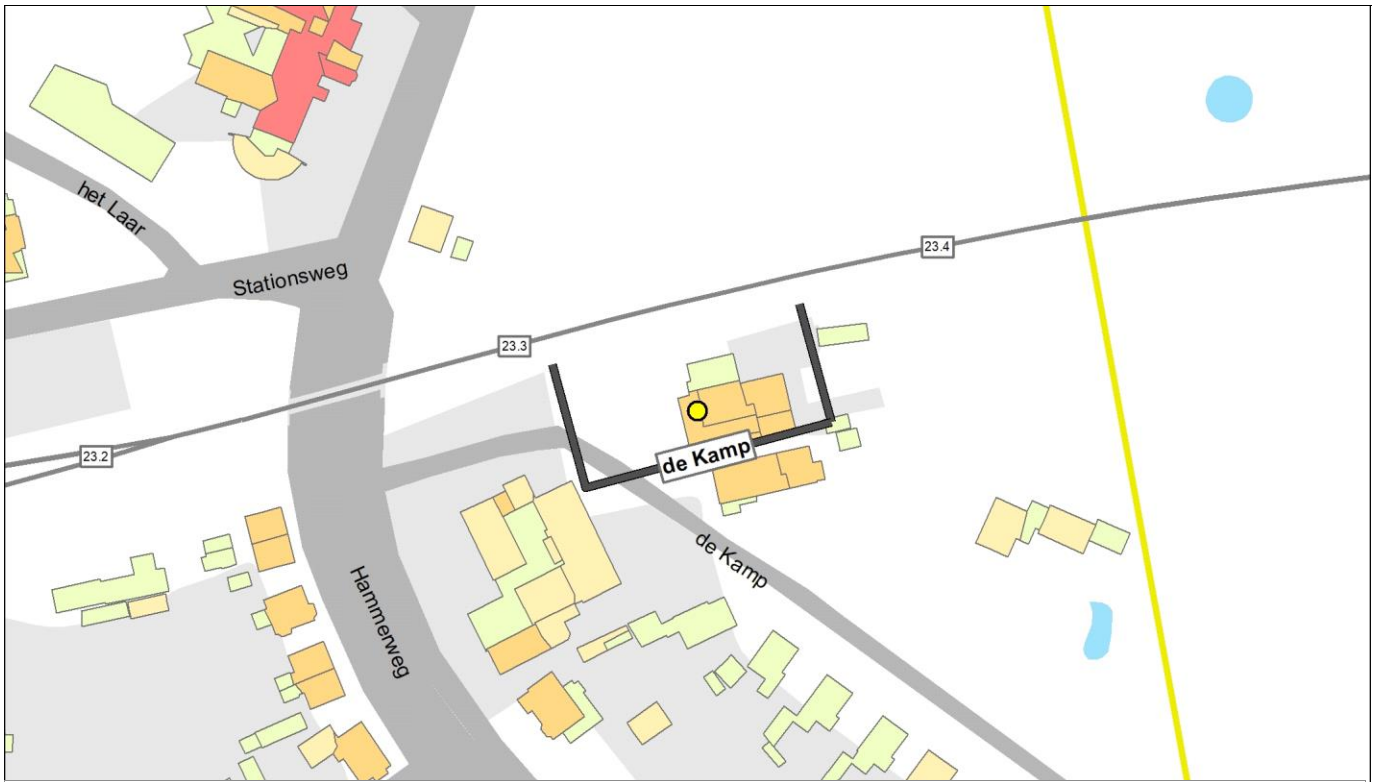 het Laar
Stationsweg
23.4
23.3
23.2
de Kamp
de Kamp
Hammerweg